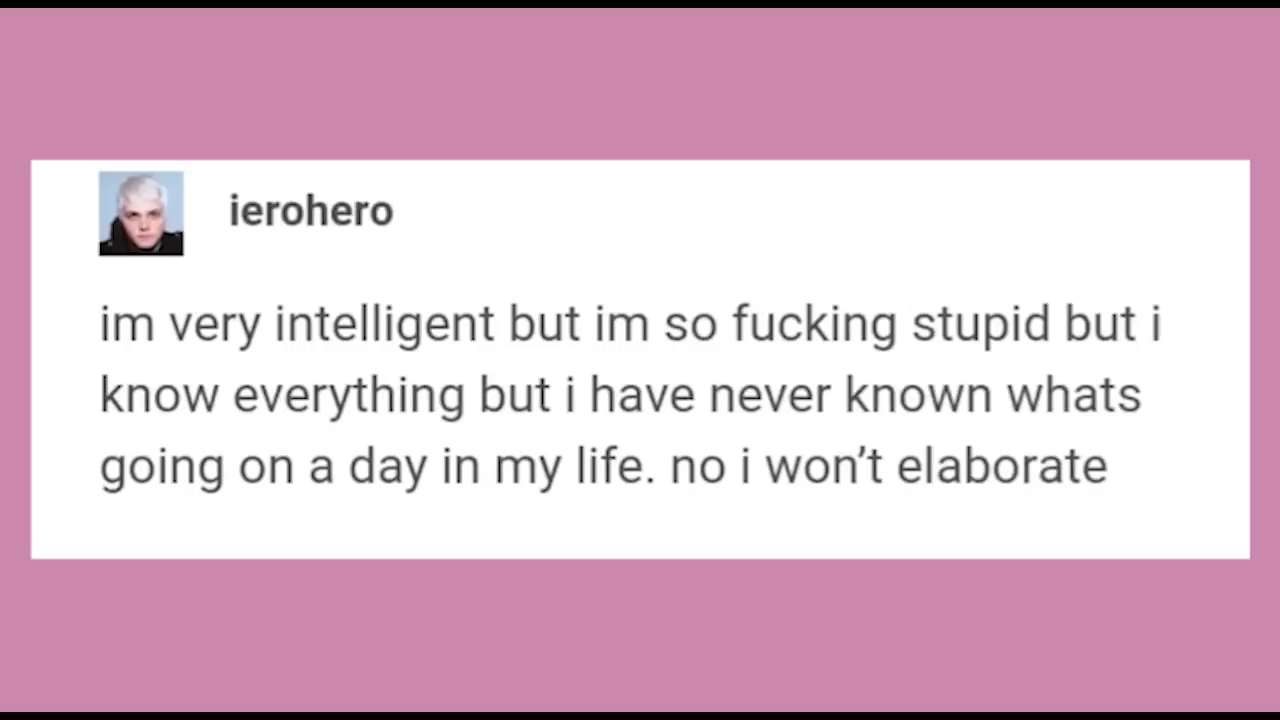 ierohero
im very intelligent but im so fucking stupid but i
know everything but i have never known whats
going on a day in my life. no i won’t elaborate